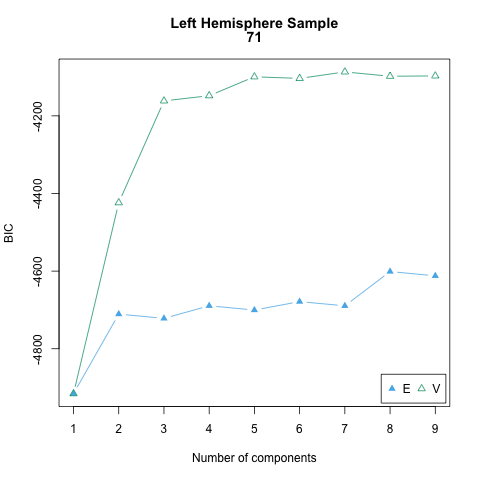 Left Hemisphere Sample
71
BIC
-4200
-4400
-4600
-4800
1 2 3 4 5 6 7 8 9
Number of components
E V